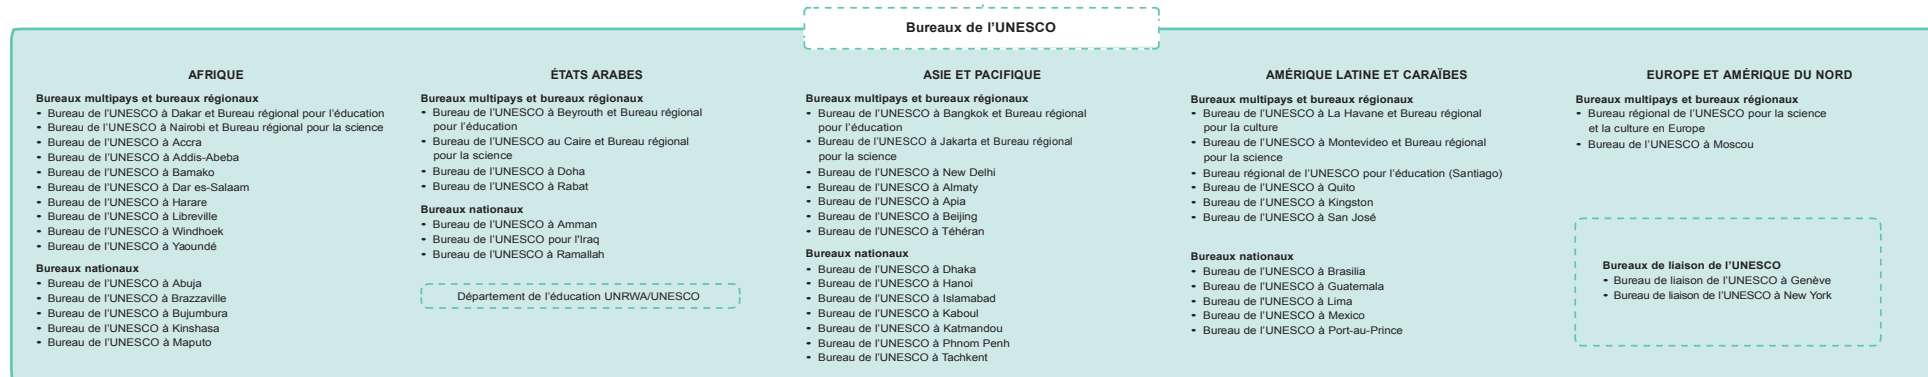 Bureaux de l'UNESCO
AFRIQUE
Bureaux multipays et bureaux régionaux
• Bureau de l'UNESCO à Dakar et Bureau régional pour l'éducation
• Bureau de l'UNESCO à Nairobi et Bureau régional pour la science
• Bureau de l'UNESCO à Accra
• Bureau de l'UNESCO à Addis-Abeba
• Bureau de l'UNESCO à Bamako
• Bureau de l'UNESCO à Dar es-Salaam
• Bureau de l'UNESCO à Harare
• Bureau de l'UNESCO à Libreville
• Bureau de l'UNESCO à Windhoek
• Bureau de l'UNESCO à Yaoundé
Bureaux nationaux
• Bureau de l'UNESCO à Abuja
• Bureau de l'UNESCO à Brazzaville
• Bureau de l'UNESCO à Bujumbura
• Bureau de l'UNESCO à Kinshasa
• Bureau de l'UNESCO à Maputo
ÉTATS ARABES
Bureaux multipays et bureaux régionaux
• Bureau de l'UNESCO à Beyrouth et Bureau régional
pour l'éducation
• Bureau de l'UNESCO au Caire et Bureau régional
pour la science
• Bureau de l'UNESCO à Doha
• Bureau de l'UNESCO à Rabat
Bureaux nationaux
• Bureau de l'UNESCO à Amman
• Bureau de l'UNESCO pour l'Iraq
• Bureau de l'UNESCO à Ramallah
Département de l'éducation UNRWA/UNESCO
ASIE ET PACIFIQUE
Bureaux multipays et bureaux régionaux
• Bureau de l'UNESCO à Bangkok et Bureau régional
pour l'éducation
• Bureau de l'UNESCO à Jakarta et Bureau régional
pour la science
• Bureau de l'UNESCO à New Delhi
• Bureau de l'UNESCO à Almaty
• Bureau de l'UNESCO à Apia
• Bureau de l'UNESCO à Beijing
• Bureau de l'UNESCO à Téhéran
Bureaux nationaux
• Bureau de l'UNESCO à Dhaka
• Bureau de l'UNESCO à Hanoi
• Bureau de l'UNESCO à Islamabad
• Bureau de l'UNESCO à Kaboul
• Bureau de l'UNESCO à Katmandou
• Bureau de l'UNESCO à Phnom Penh
• Bureau de l'UNESCO à Tachkent
AMÉRIQUE LATINE ET CARAÏBES
Bureaux multipays et bureaux régionaux
• Bureau de l'UNESCO à La Havane et Bureau régional
pour la culture
• Bureau de l'UNESCO à Montevideo et Bureau régional
pour la science
• Bureau régional de l'UNESCO pour l'éducation (Santiago)
• Bureau de l'UNESCO à Quito
• Bureau de l'UNESCO à Kingston
• Bureau de l'UNESCO à San José
Bureaux nationaux
• Bureau de l'UNESCO à Brasilia
• Bureau de l'UNESCO à Guatemala
• Bureau de l'UNESCO à Lima
• Bureau de l'UNESCO à Mexico
• Bureau de l'UNESCO à Port-au-Prince
EUROPE ET AMÉRIQUE DU NORD
Bureaux multipays et bureaux régionaux
• Bureau régional de l'UNESCO pour la science
et la culture en Europe
• Bureau de l'UNESCO à Moscou
Bureaux de liaison de l'UNESCO
• Bureau de liaison de l'UNESCO à Genève
• Bureau de liaison de l'UNESCO à New York